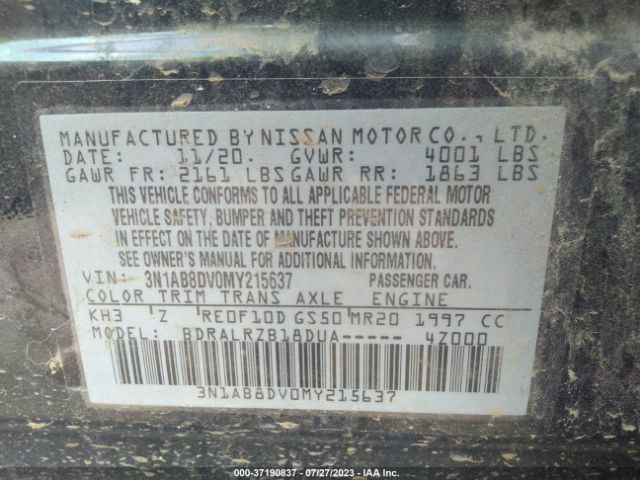 MANUFACTURED BY NISSAN MOTOR CO., LTD.
DATE: 11/20. GVWR: 4001 LBS
GAWR FR: 2161 LBS GAWR RR: 1863 LBS
THIS VEHICLE CONFORMS TO ALL APPLICABLE FEDERAL MOTOR
VEHICLE SAFETY, BUMPER AND THEFT PREVENTION STANDARDS
IN EFFECT ON THE DATE OF MANUFACTURE SHOWN ABOVE.
SEE OWNER'S MANUAL FOR ADDITIONAL INFORMATION.
VIN: 3N1AB8DV0MY215637 PASSENGER CAR.
COLOR TRIM TRANS AXLE ENGINE
KH3 Z RE0F10D GS50 MR20 1997 CC
MODEL: BDRALRZB18DUA----- 4Z000
3N1AB8DV0MY215637
000-37190837 - 07/27/2023 - IAA Inc.